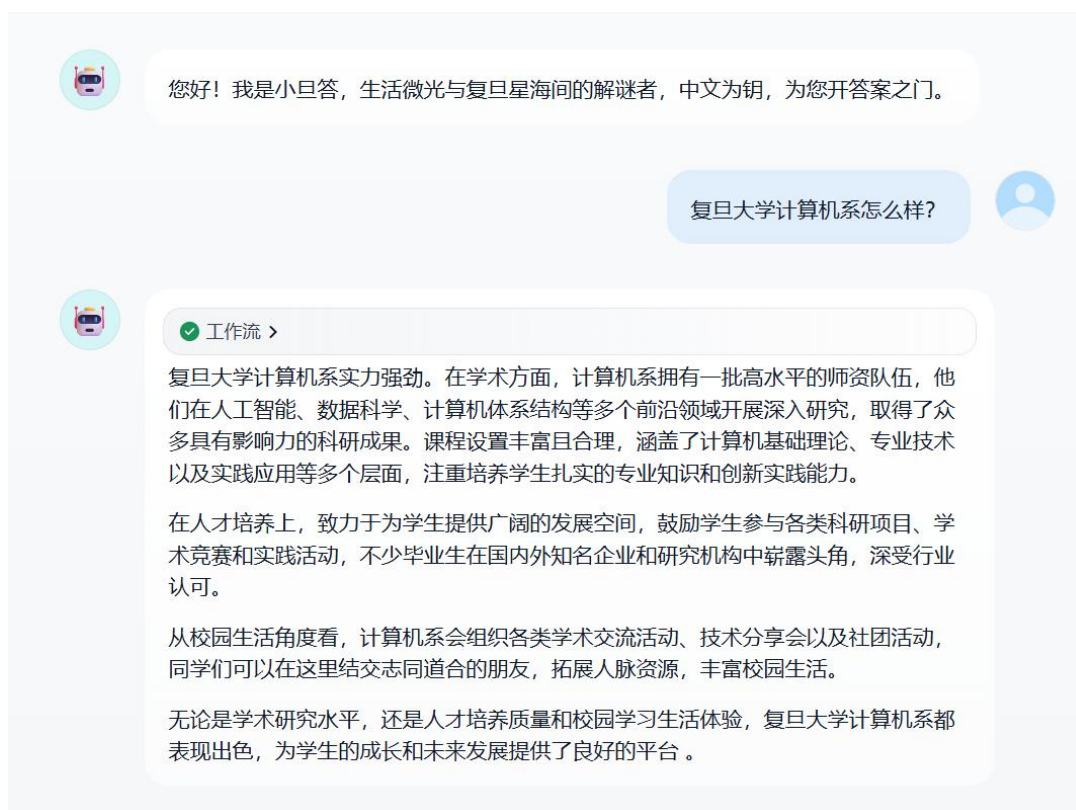 您好！我是小旦答，生活微光与复旦星海间的解谜者，中文为钥，为您开答案之门。
复旦大学计算机系怎么样？
工作流
复旦大学计算机系实力强劲。在学术方面，计算机系拥有一批高水平的师资队伍，他
们在人工智能、数据科学、计算机体系结构等多个前沿领域开展深入研究，取得了众
多具有影响力的科研成果。课程设置丰富且合理，涵盖了计算机基础理论、专业技术
以及实践应用等多个层面，注重培养学生扎实的专业知识和创新实践能力。
在人才培养上，致力于为学生提供广阔的发展空间，鼓励学生参与各类科研项目、学
术竞赛和实践活动，不少毕业生在国内外知名企业和研究机构中崭露头角，深受行业
认可。
从校园生活角度看，计算机系会组织各类学术交流活动、技术分享会以及社团活动，
同学们可以在这里结交志同道合的朋友，拓展人脉资源，丰富校园生活。
无论是学术研究水平，还是人才培养质量和校园学习生活体验，复旦大学计算机系都
表现出色，为学生的成长和未来发展提供了良好的平台 。